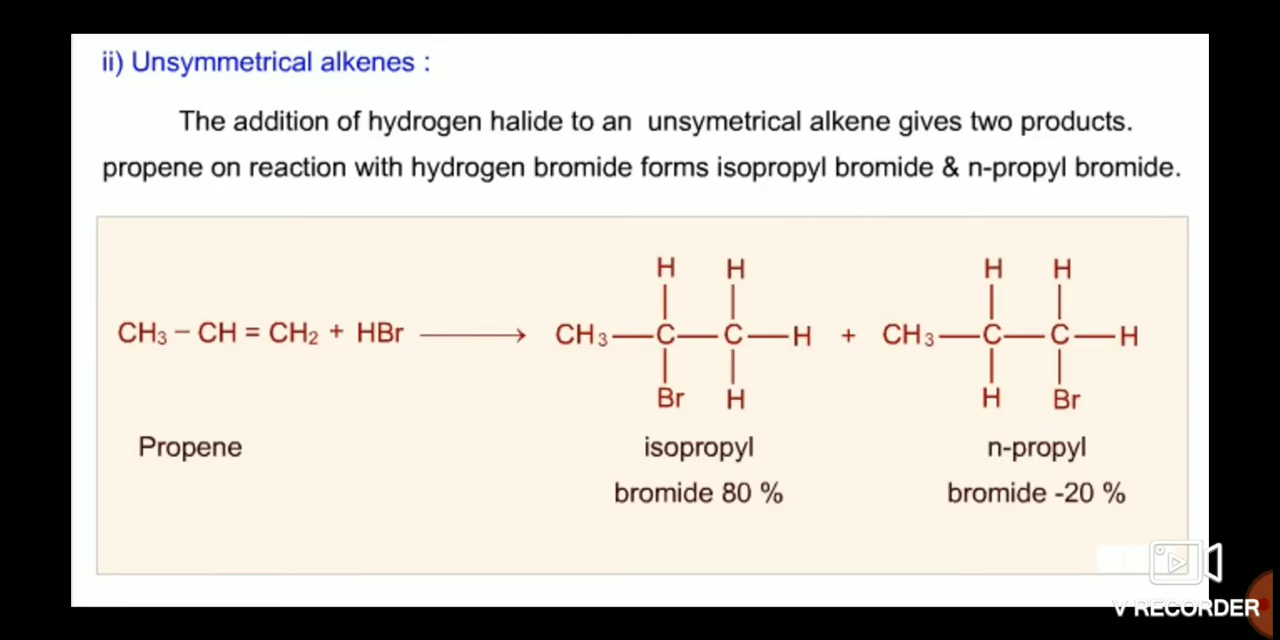 ii) Unsymmetrical alkenes :
The addition of hydrogen halide to an unsymetrical alkene gives two products.
propene on reaction with hydrogen bromide forms isopropyl bromide & n-propyl bromide.
H H H H
CH₃ – CH = CH₂ + HBr ⟶ CH₃—C—C—H + CH₃—C—C—H
Br H H Br
Propene isopropyl n-propyl
bromide 80 % bromide -20 %
V RECORDER